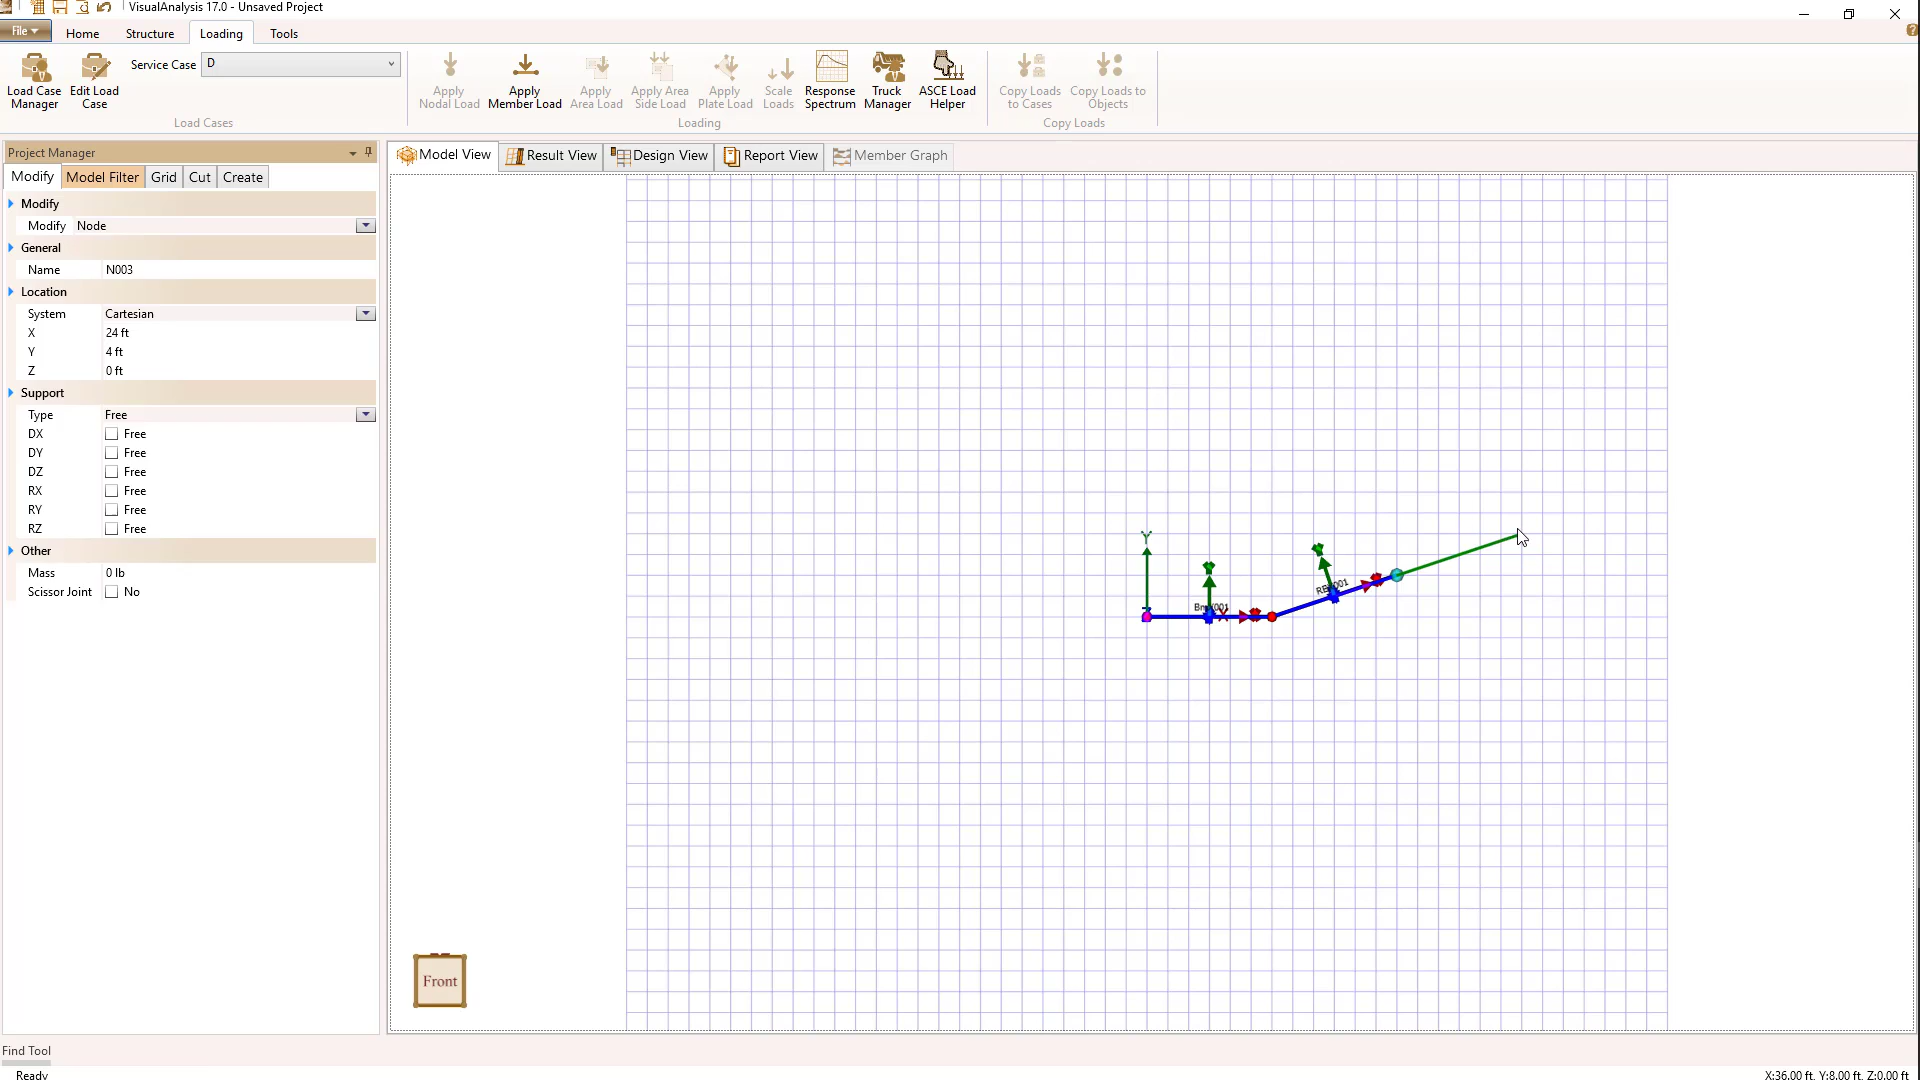 VisualAnalysis 17.0 - Unsaved Project
File
Home
Structure
Loading
Tools
Load Case
Manager
Edit Load
Case
Service Case
D
Load Cases
Apply
Nodal Load
Apply
Member Load
Apply
Area Load
Apply Area
Side Load
Apply
Plate Load
Scale
Loads
Response
Spectrum
Truck
Manager
ASCE Load
Helper
Loading
Copy Loads
to Cases
Copy Loads to
Objects
Copy Loads
Project Manager
Modify
Model Filter
Grid
Cut
Create
Modify
Modify Node
General
Name N003
Location
System Cartesian
X 24 ft
Y 4 ft
Z 0 ft
Support
Type Free
DX Free
DY Free
DZ Free
RX Free
RY Free
RZ Free
Other
Mass 0 lb
Scissor Joint No
Model View
Result View
Design View
Report View
Member Graph
Y
X
Front
Find Tool
Ready
X:36.00 ft, Y:8.00 ft, Z:0.00 ft